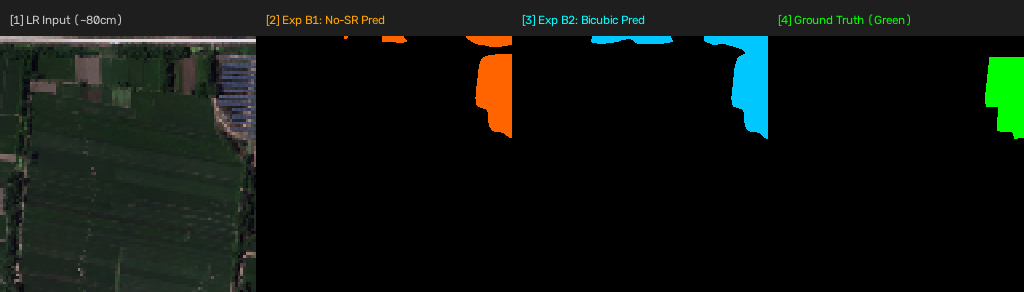 [1] LR Input (~80cm)
[2] Exp B1: No-SR Pred
[3] Exp B2: Bicubic Pred
[4] Ground Truth (Green)